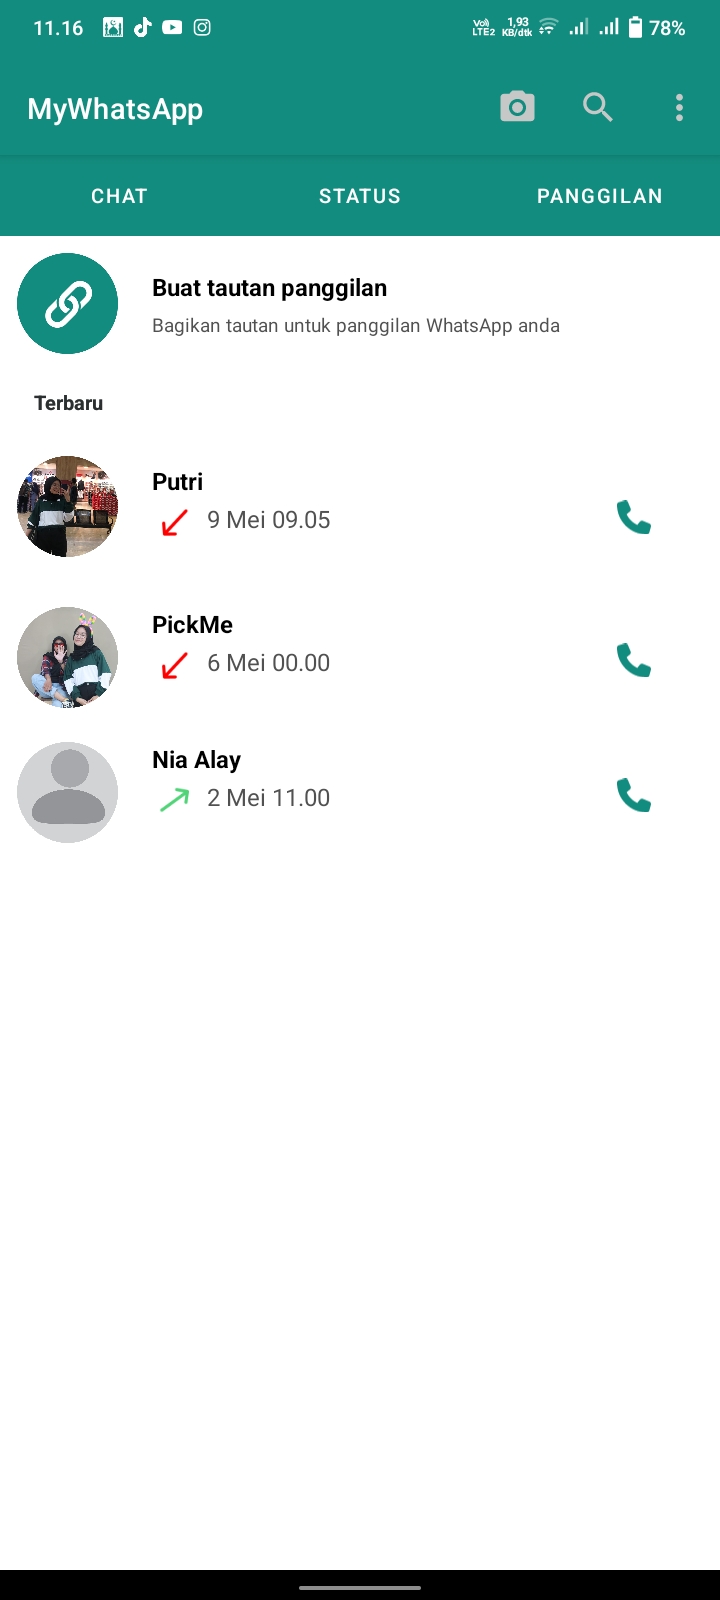 11.16
Vo)) LTE2 1,93 KB/dtk 78%
MyWhatsApp
CHAT STATUS PANGGILAN
Buat tautan panggilan
Bagikan tautan untuk panggilan WhatsApp anda
Terbaru
Putri
9 Mei 09.05
PickMe
6 Mei 00.00
Nia Alay
2 Mei 11.00